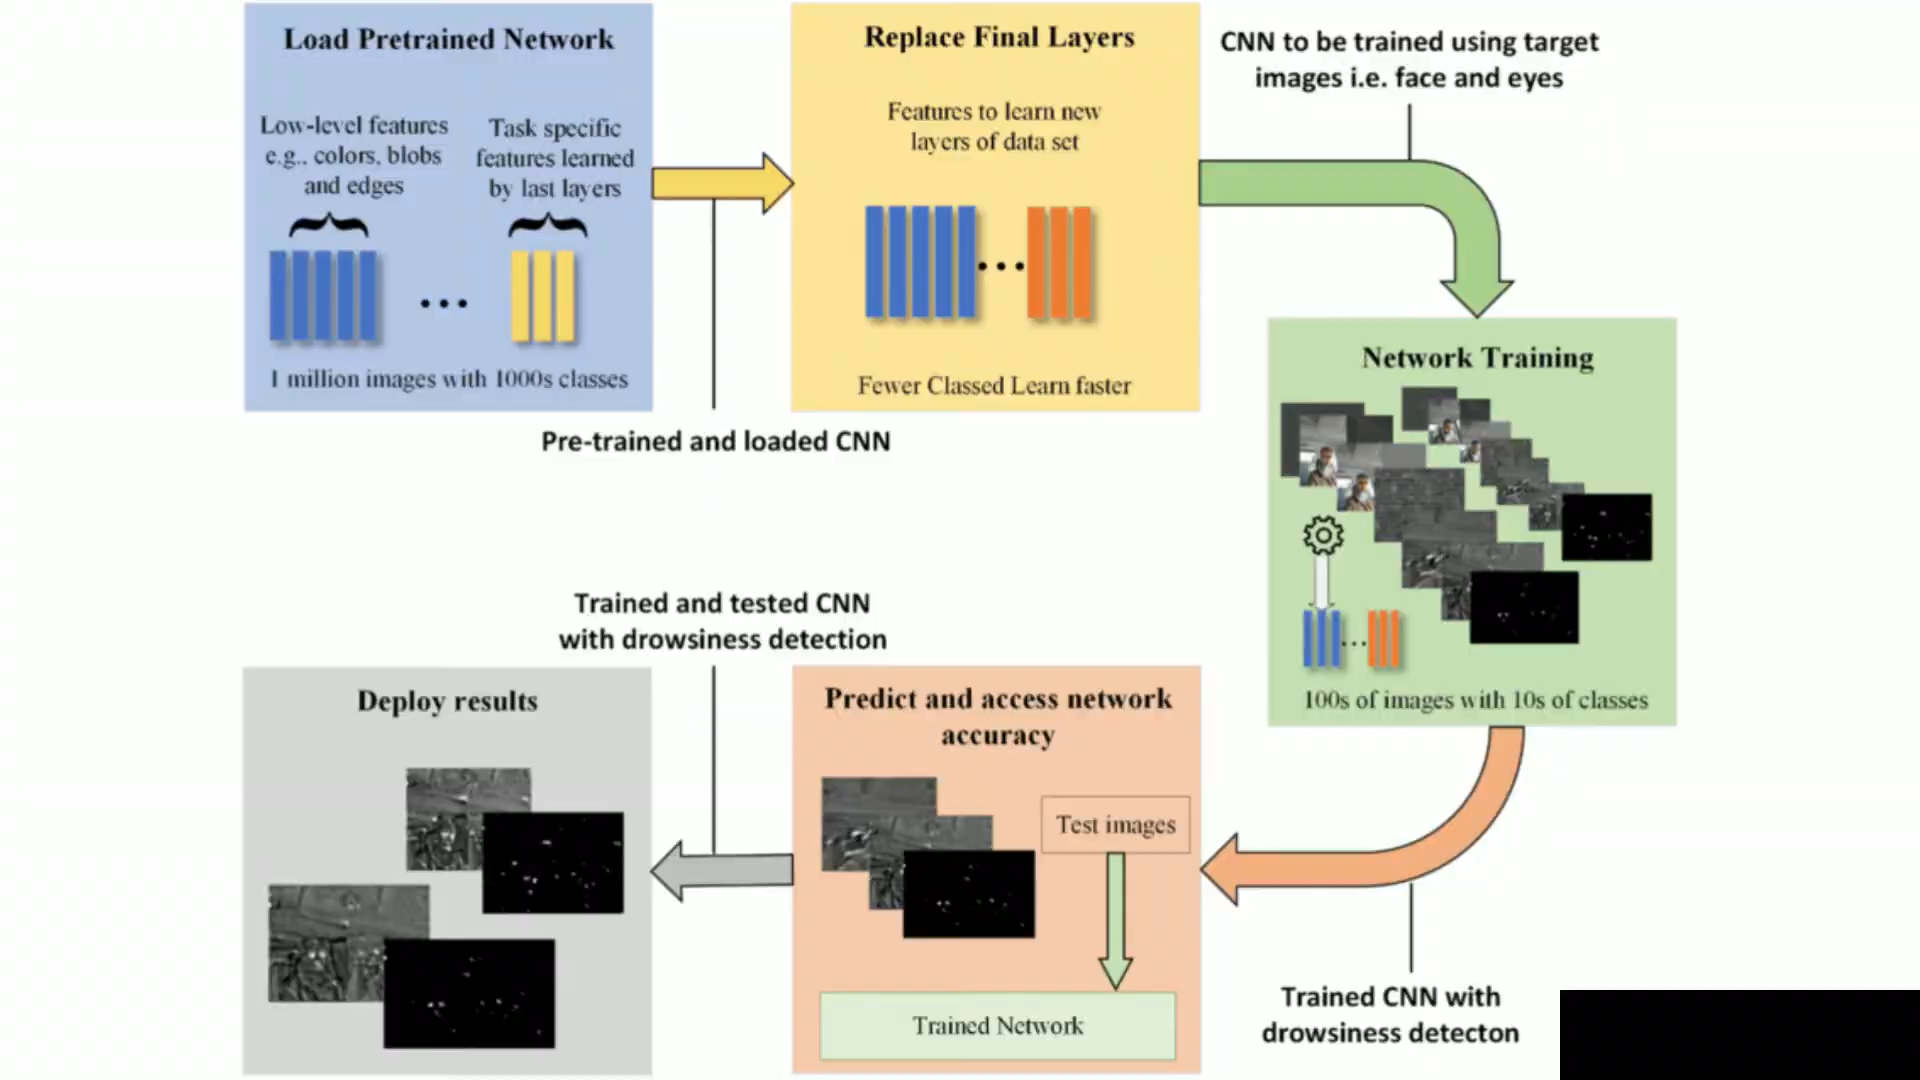 Load Pretrained Network
Low-level features
e.g., colors, blobs
and edges
Task specific
features learned
by last layers
1 million images with 1000s classes
Pre-trained and loaded CNN
Replace Final Layers
Features to learn new
layers of data set
Fewer Classed Learn faster
CNN to be trained using target
images i.e. face and eyes
Network Training
100s of images with 10s of classes
Trained CNN with
drowsiness detecton
Predict and access network
accuracy
Test images
Trained Network
Trained and tested CNN
with drowsiness detection
Deploy results